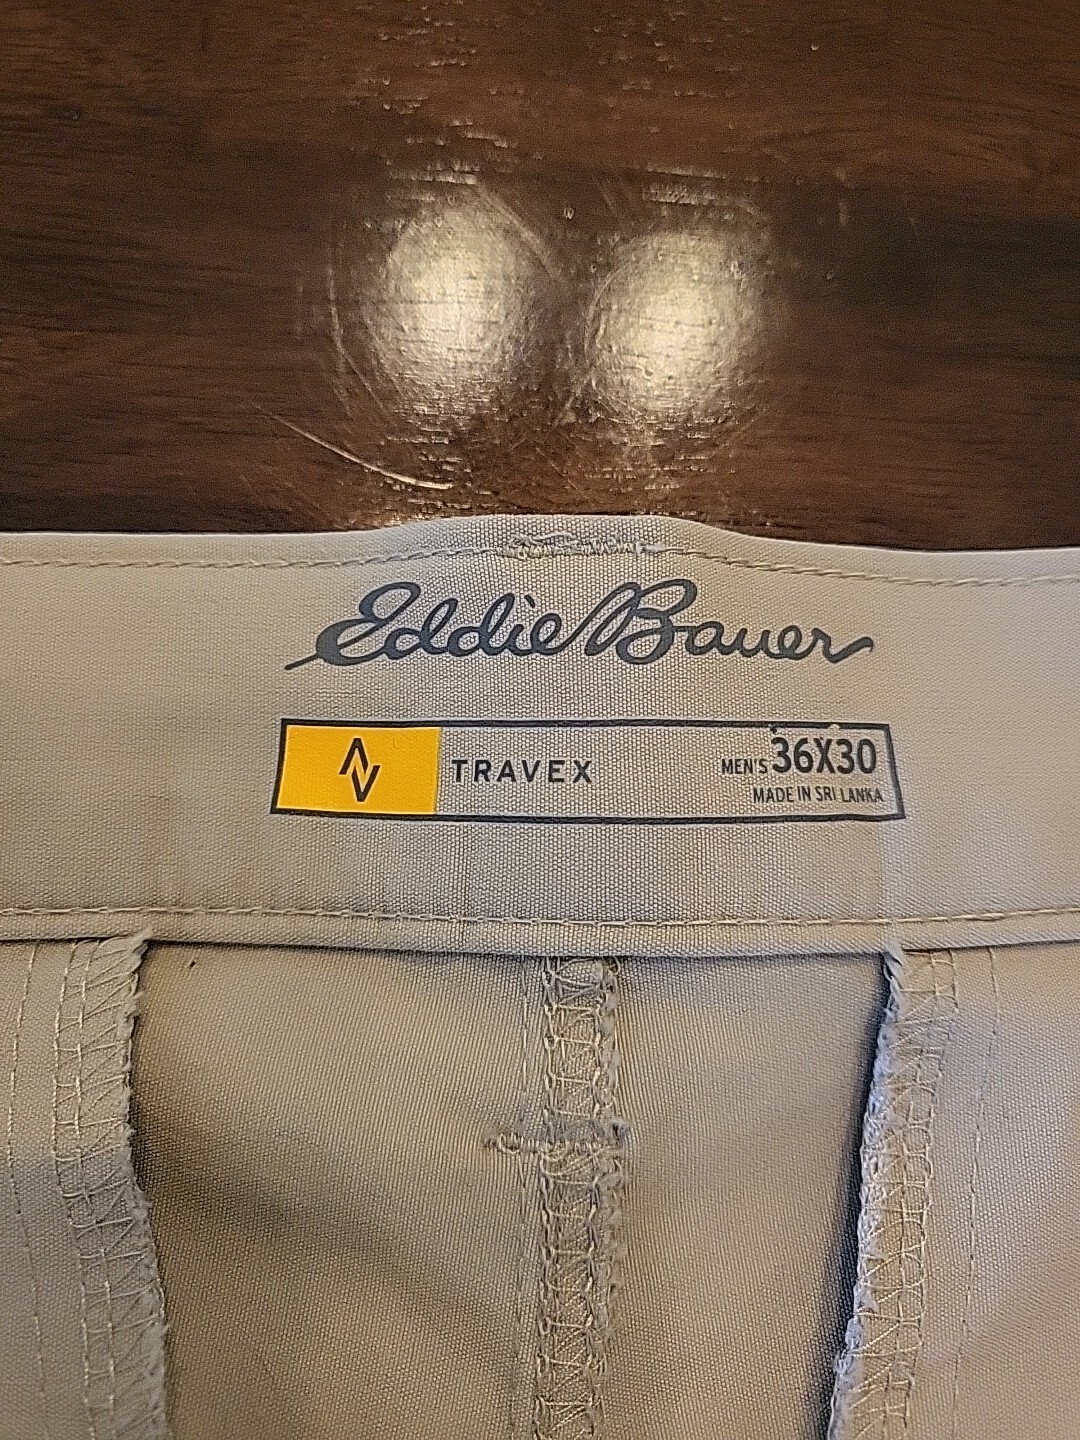 Eddie Bauer
TRAVEX
MEN'S 36X30
MADE IN SRI LANKA